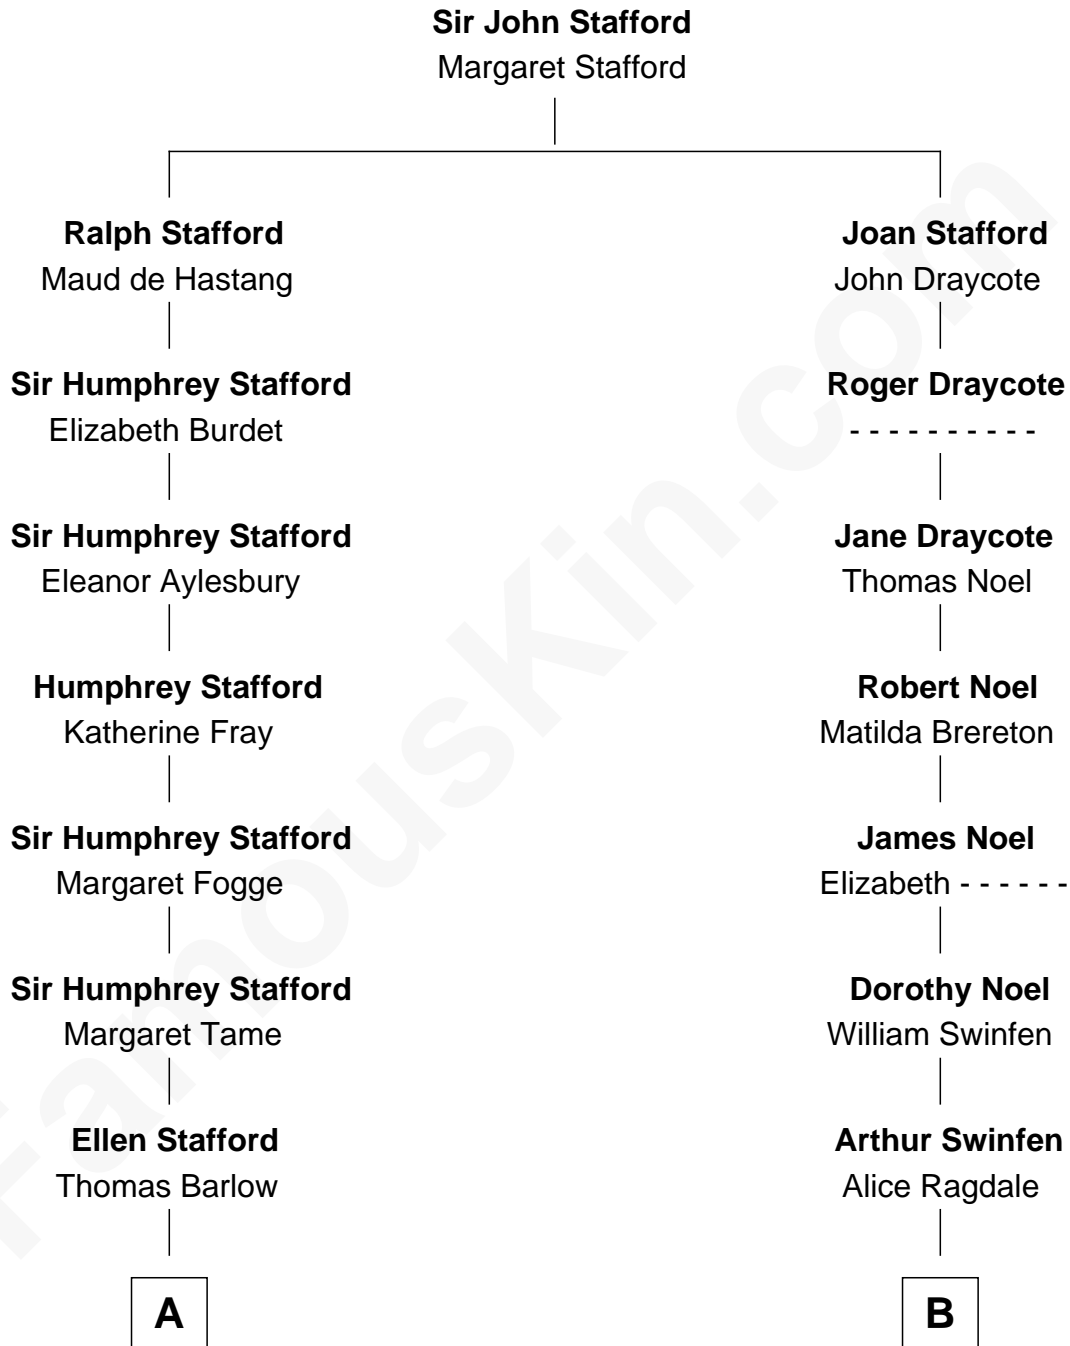 Sir John Stafford
Margaret Stafford
Ralph Stafford
Maud de Hastang
Joan Stafford
John Draycote
Sir Humphrey Stafford
Elizabeth Burdet
Roger Draycote
- - - - - - - - - -
Sir Humphrey Stafford
Eleanor Aylesbury
Jane Draycote
Thomas Noel
Humphrey Stafford
Katherine Fray
Robert Noel
Matilda Brereton
Sir Humphrey Stafford
Margaret Fogge
James Noel
Elizabeth - - - - - -
Sir Humphrey Stafford
Margaret Tame
Dorothy Noel
William Swinfen
Ellen Stafford
Thomas Barlow
Arthur Swinfen
Alice Ragdale
A
B
FamousKin.com